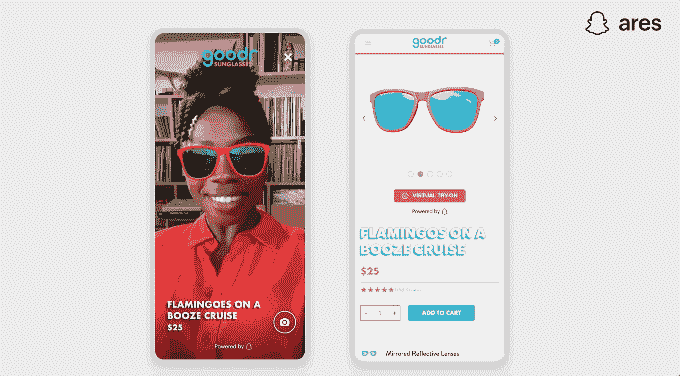 ares
goodr
SUNGLASSES
FLAMINGOES ON A
BOOZE CRUISE
$25
Powered by
goodr
SUNGLASSES
VIRTUAL TRY ON
Powered by
FLAMINGOS ON A
BOOZE CRUISE
$25
- 1 +
ADD TO CART
Mirrored Reflective Lenses